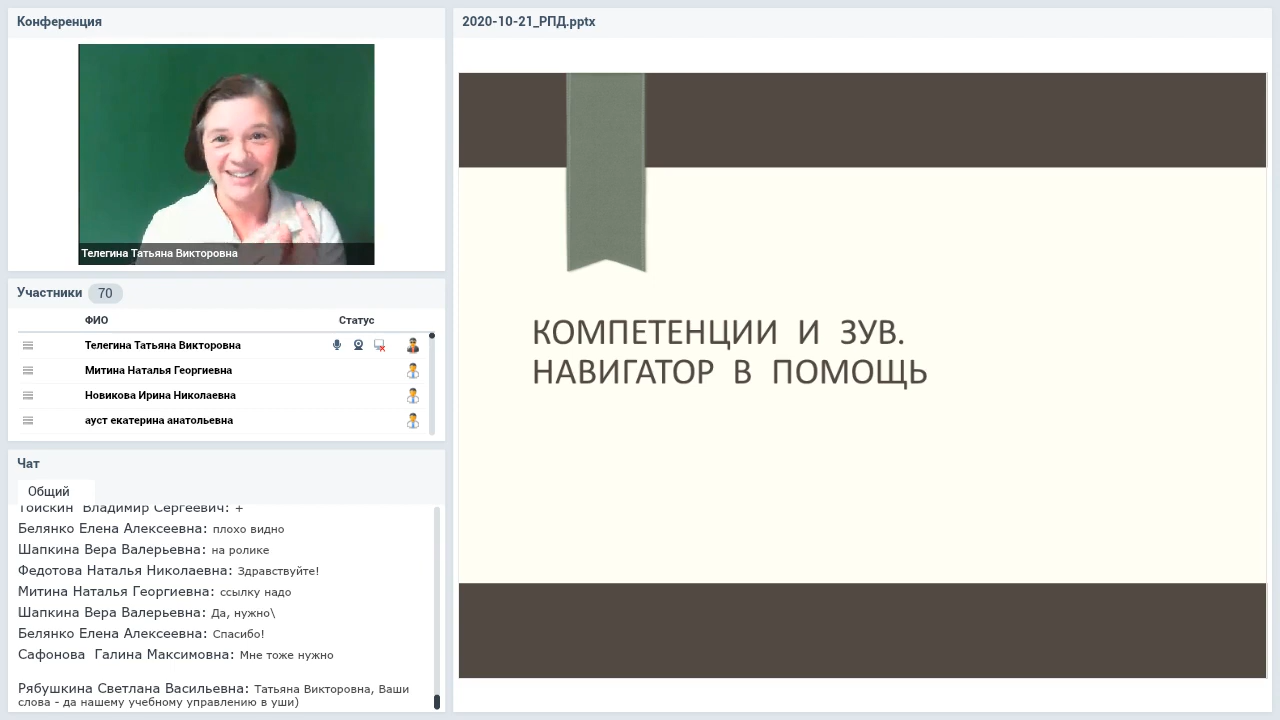 Конференция
Телегина Татьяна Викторовна
Участники 70
ФИО Статус
Телегина Татьяна Викторовна
Митина Наталья Георгиевна
Новикова Ирина Николаевна
ауст екатерина анатольевна
Чат
Общий
Тойскин Владимир Сергеевич: +
Белянко Елена Алексеевна: плохо видно
Шапкина Вера Валерьевна: на ролике
Федотова Наталья Николаевна: Здравствуйте!
Митина Наталья Георгиевна: ссылку надо
Шапкина Вера Валерьевна: Да, нужно\
Белянко Елена Алексеевна: Спасибо!
Сафонова Галина Максимовна: Мне тоже нужно
Рябушкина Светлана Васильевна: Татьяна Викторовна, Ваши
слова - да нашему учебному управлению в уши)
2020-10-21_РПД.pptx
КОМПЕТЕНЦИИ И ЗУВ.
НАВИГАТОР В ПОМОЩЬ